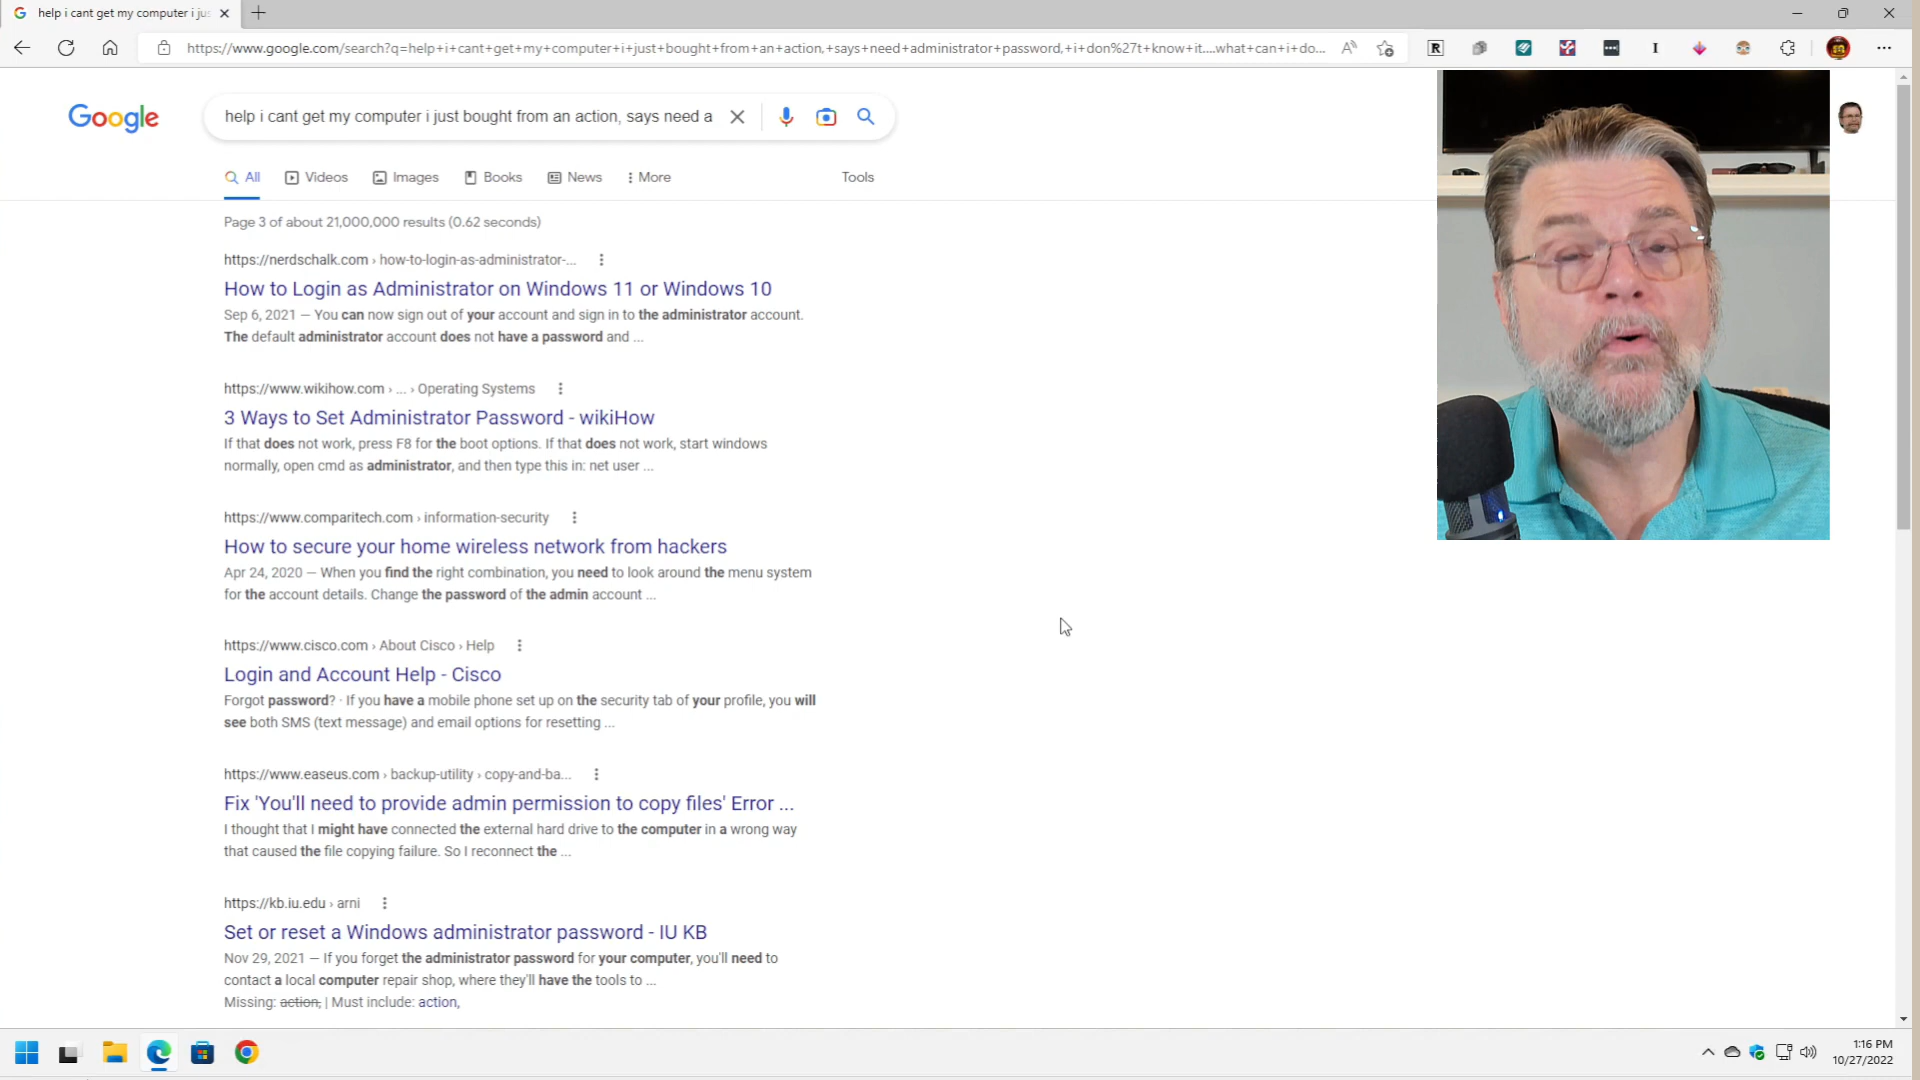 help i cant get my computer i jus
https://www.google.com/search?q=help+i+cant+get+my+computer+i+just+bought+from+an+action,+says+need+administrator+password,+i+don%27t+know+it....what+can+i+do...
Google
help i cant get my computer i just bought from an action, says need a
All
Videos
Images
Books
News
More
Tools
Page 3 of about 21,000,000 results (0.62 seconds)
https://nerdschalk.com › how-to-login-as-administrator-...
How to Login as Administrator on Windows 11 or Windows 10
Sep 6, 2021 — You can now sign out of your account and sign in to the administrator account.
The default administrator account does not have a password and ...
https://www.wikihow.com › ... › Operating Systems
3 Ways to Set Administrator Password - wikiHow
If that does not work, press F8 for the boot options. If that does not work, start windows
normally, open cmd as administrator, and then type this in: net user ...
https://www.comparitech.com › information-security
How to secure your home wireless network from hackers
Apr 24, 2020 — When you find the right combination, you need to look around the menu system
for the account details. Change the password of the admin account ...
https://www.cisco.com › About Cisco › Help
Login and Account Help - Cisco
Forgot password? · If you have a mobile phone set up on the security tab of your profile, you will
see both SMS (text message) and email options for resetting ...
https://www.easeus.com › backup-utility › copy-and-ba...
Fix 'You'll need to provide admin permission to copy files' Error ...
I thought that I might have connected the external hard drive to the computer in a wrong way
that caused the file copying failure. So I reconnect the ...
https://kb.iu.edu › arni
Set or reset a Windows administrator password - IU KB
Nov 29, 2021 — If you forget the administrator password for your computer, you'll need to
contact a local computer repair shop, where they'll have the tools to ...
Missing: action, | Must include: action,
1:16 PM
10/27/2022